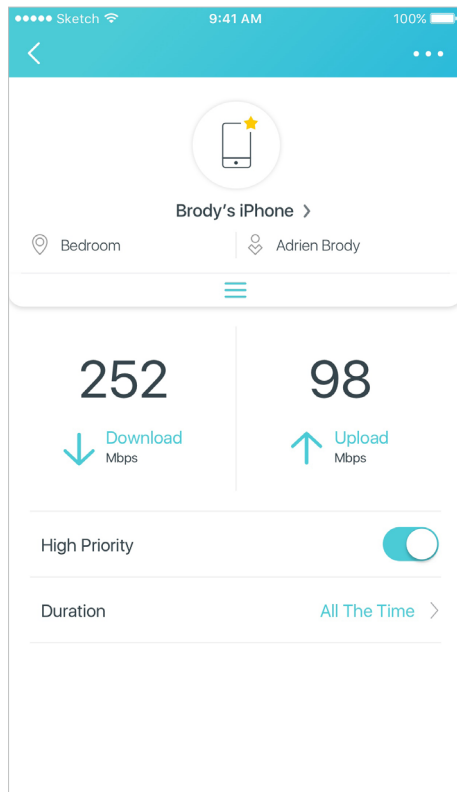 Sketch 9:41 AM 100%
Brody's iPhone
Bedroom Adrien Brody
252 98
Download Upload
Mbps Mbps
High Priority
Duration All The Time